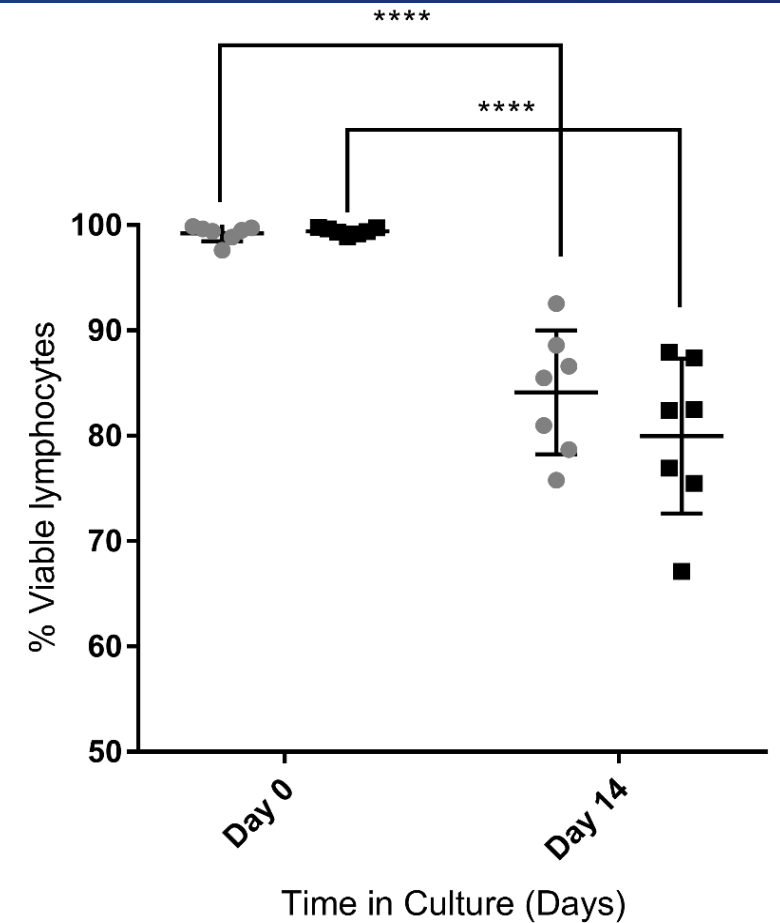 ****
****
100
90
80
70
60
50
% Viable lymphocytes
Day 0
Day 14
Time in Culture (Days)